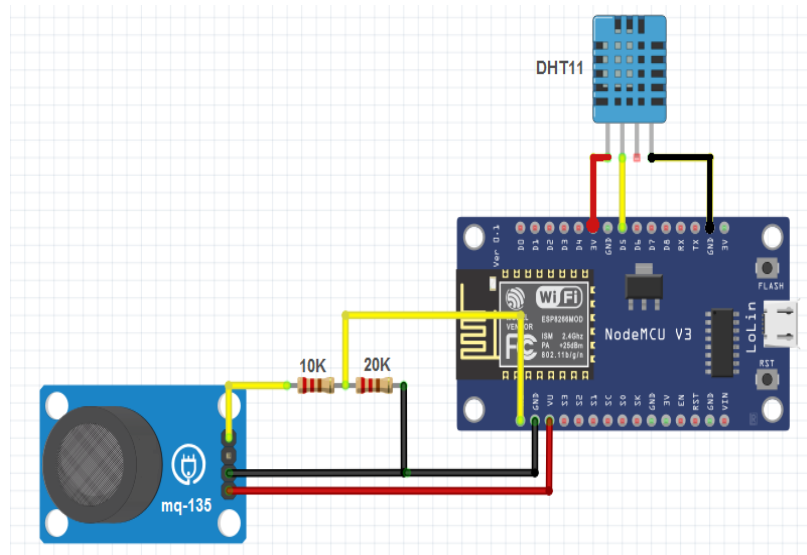 DHT11
Ver 0.1
D0
D1
D2
D3
D4
3V
GND
D5
D6
D7
D8
RX
TX
GND
3V
FLASH
WiFi
ESP8266MOD
VENDOR
ISM 2.4GHz
PA +25dBm
802.11b/g/n
FC
NodeMCU V3
LoLin
RST
10K
20K
GND
VU
S3
S2
S1
SC
SO
SK
GND
3V
EN
RST
GND
VIN
mq-135